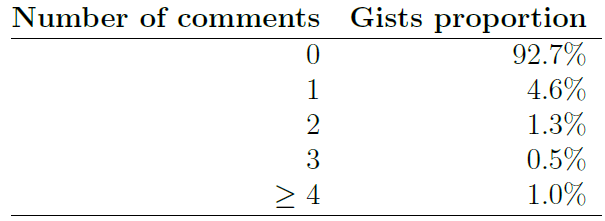 Number of comments Gists proportion
0 92.7%
1 4.6%
2 1.3%
3 0.5%
≥ 4 1.0%